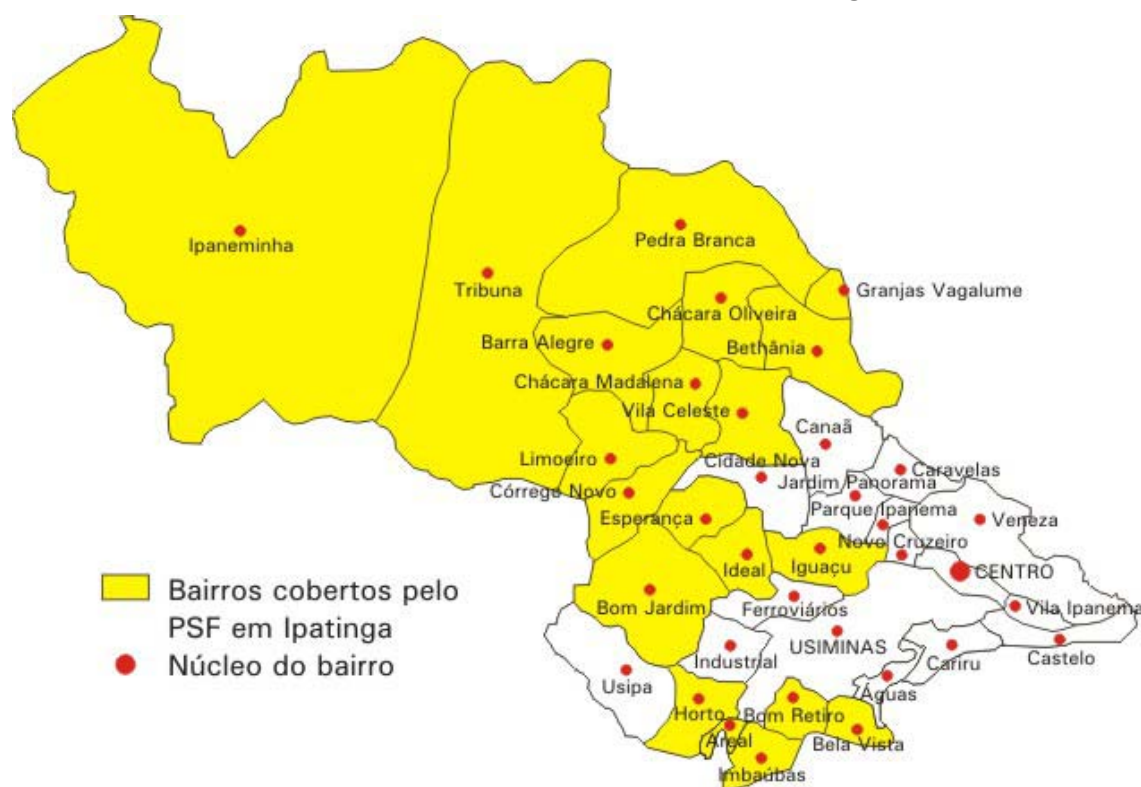 Ipaneminha
Tribuna
Pedra Branca
Granjas Vagalume
Chácara Oliveira
Barra Alegre
Bethânia
Chácara Madalena
Vila Celeste
Canaã
Limoeiro
Cidade Nova
Caravelas
Jardim Panorama
Córrego Novo
Parque Ipanema
Esperança
Veneza
Novo Cruzeiro
Ideal
Iguaçu
CENTRO
Bairros cobertos pelo
PSF em Ipatinga
Bom Jardim
Ferroviários
Vila Ipanema
Núcleo do bairro
Industrial
USIMINAS
Cariru
Castelo
Usipa
Águas
Horto
Bom Retiro
Areal
Bela Vista
Imbaúbas